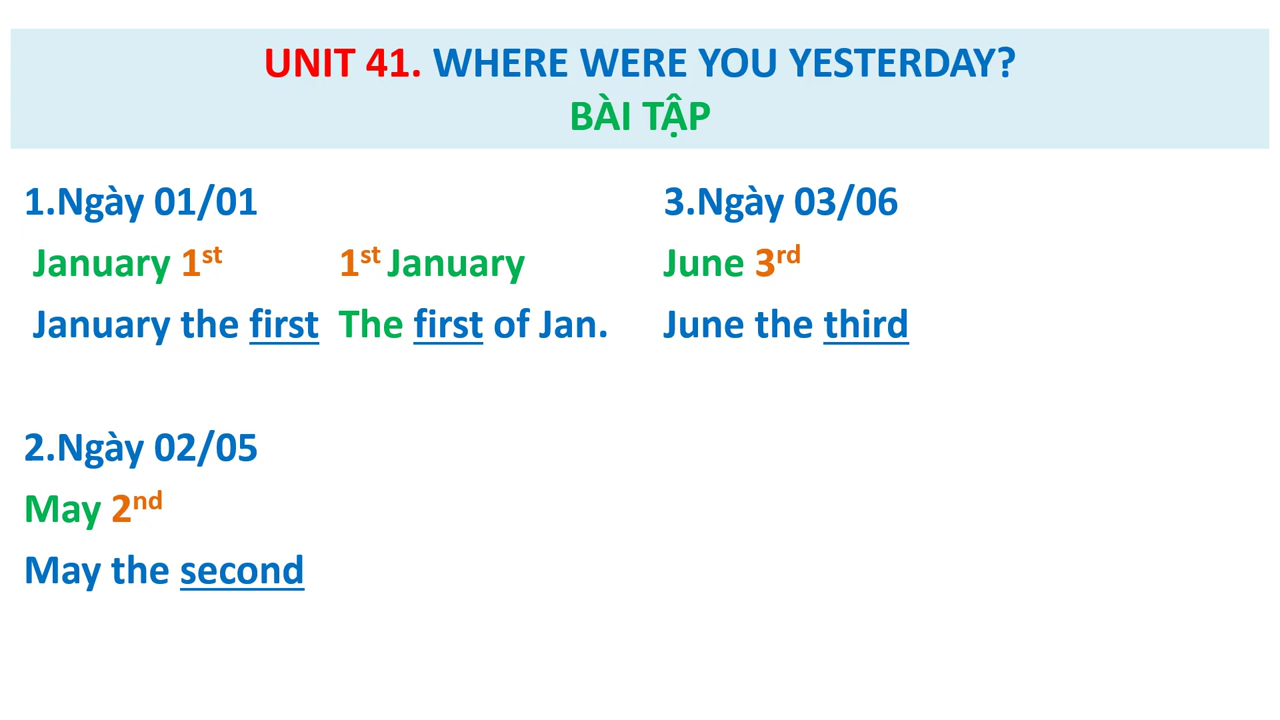 UNIT 41. WHERE WERE YOU YESTERDAY?
BÀI TẬP
1.Ngày 01/01
January 1st 1st January
January the first The first of Jan.
2.Ngày 02/05
May 2nd
May the second
3.Ngày 03/06
June 3rd
June the third